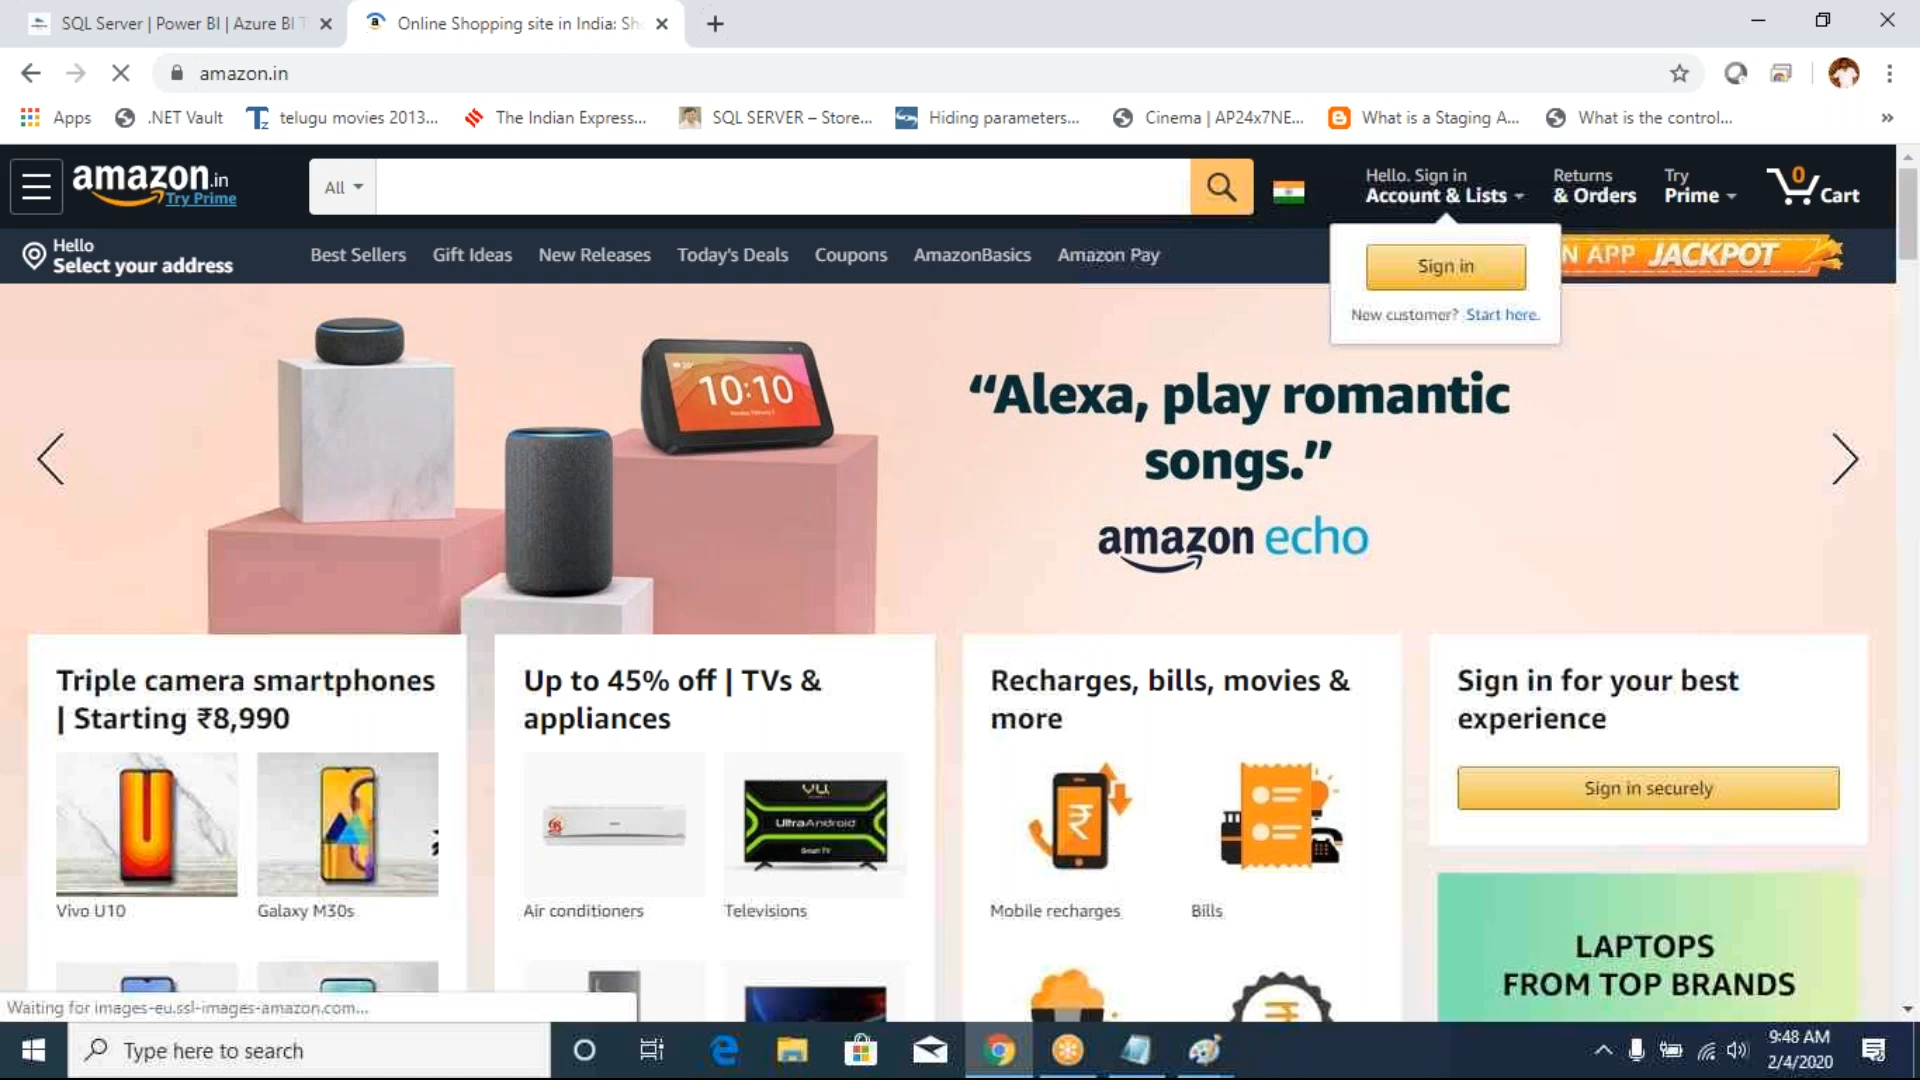 SQL Server | Power BI | Azure BI T
Online Shopping site in India: Sh
amazon.in
Apps
.NET Vault
telugu movies 2013...
The Indian Express...
SQL SERVER – Store...
Hiding parameters...
Cinema | AP24x7NE...
What is a Staging A...
What is the control...
»
amazon.in
Try Prime
All
Hello. Sign in
Account & Lists
Returns
& Orders
Try
Prime
0
Cart
Hello
Select your address
Best Sellers
Gift Ideas
New Releases
Today's Deals
Coupons
AmazonBasics
Amazon Pay
N APP JACKPOT
Sign in
New customer? Start here.
10:10
“Alexa, play romantic
songs.”
amazon echo
Triple camera smartphones
| Starting ₹8,990
Vivo U10
Galaxy M30s
Up to 45% off | TVs &
appliances
VU
UltraAndroid
Smart TV
Air conditioners
Televisions
Recharges, bills, movies &
more
Mobile recharges
Bills
Sign in for your best
experience
Sign in securely
LAPTOPS
FROM TOP BRANDS
Waiting for images-eu.ssl-images-amazon.com...
Type here to search
9:48 AM
2/4/2020